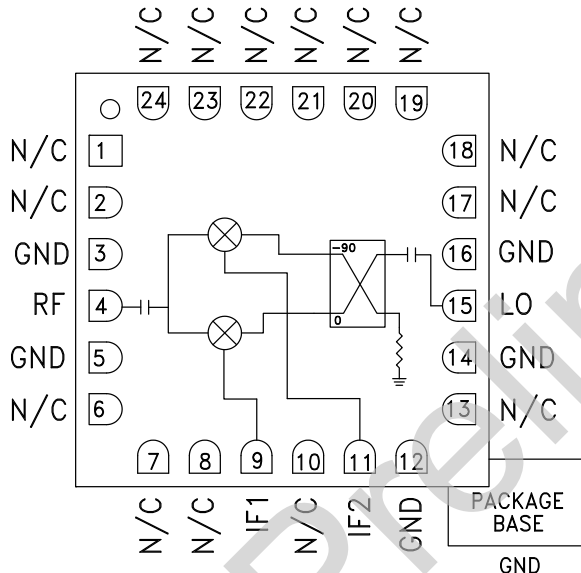 N/C N/C N/C N/C N/C N/C
24 23 22 21 20 19
N/C 1 18 N/C
N/C 2 17 N/C
GND 3 16 GND
-90
RF 4 15 LO
0
GND 5 14 GND
N/C 6 13 N/C
7 8 9 10 11 12
N/C N/C IF1 N/C IF2 GND
PACKAGE
BASE
GND